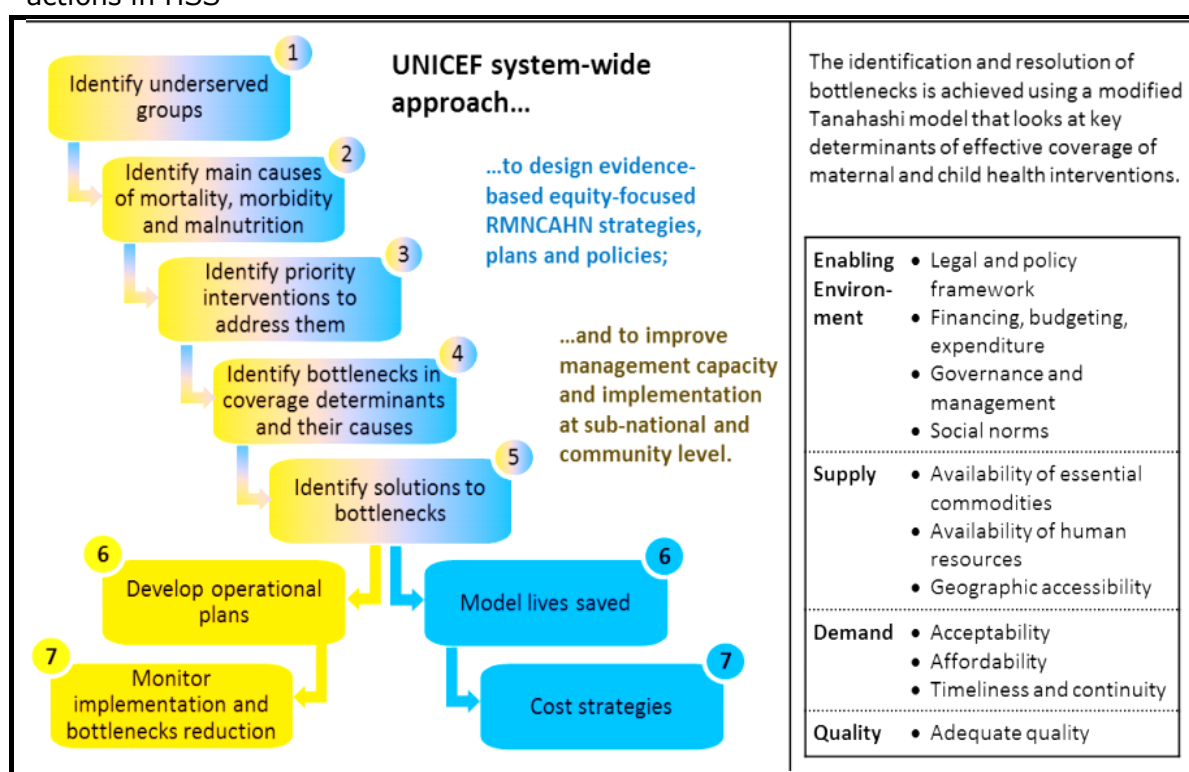 actions in HSS
UNICEF system-wide
approach…
1
Identify underserved
groups
2
Identify main causes
of mortality, morbidity
and malnutrition
3
Identify priority
interventions to
address them
4
Identify bottlenecks in
coverage determinants
and their causes
5
Identify solutions to
bottlenecks
6
Develop operational
plans
7
Monitor
implementation and
bottlenecks reduction
6
Model lives saved
7
Cost strategies
…to design evidence-
based equity-focused
RMNCAHN strategies,
plans and policies;
…and to improve
management capacity
and implementation
at sub-national and
community level.
The identification and resolution of
bottlenecks is achieved using a modified
Tanahashi model that looks at key
determinants of effective coverage of
maternal and child health interventions.
Enabling • Legal and policy
Environ- framework
ment • Financing, budgeting,
expenditure
• Governance and
management
• Social norms
Supply • Availability of essential
commodities
• Availability of human
resources
• Geographic accessibility
Demand • Acceptability
• Affordability
• Timeliness and continuity
Quality • Adequate quality